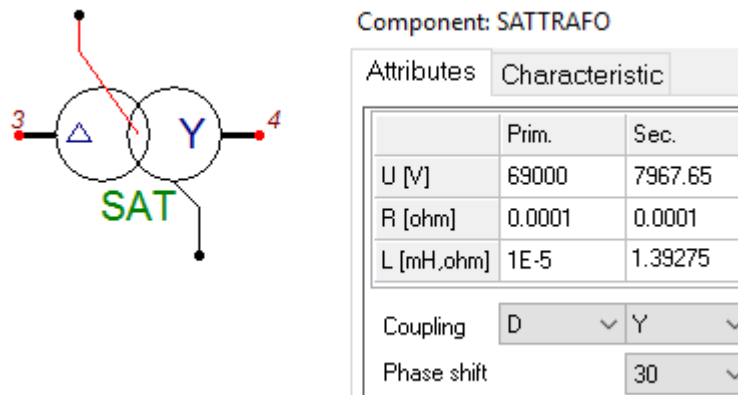 Component: SATTRAFO
Attributes Characteristic
3 Y 4
SAT
Prim. Sec.
U [V] 69000 7967.65
R [ohm] 0.0001 0.0001
L [mH,ohm] 1E-5 1.39275
Coupling D Y
Phase shift 30